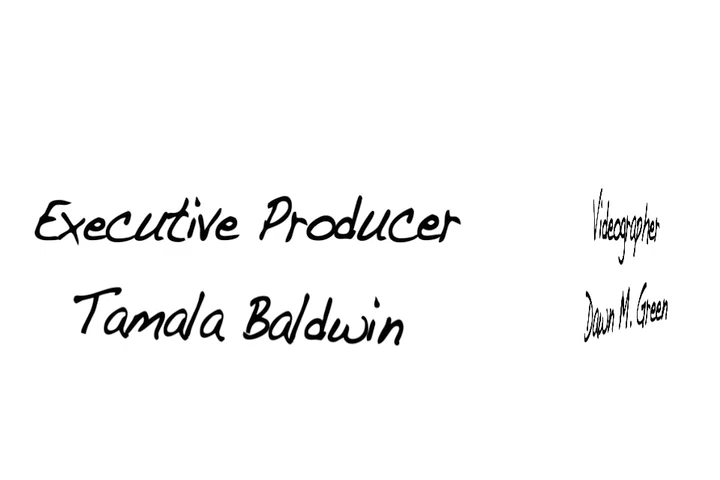 Executive Producer
Tamala Baldwin
Videographer
Dawn M. Green